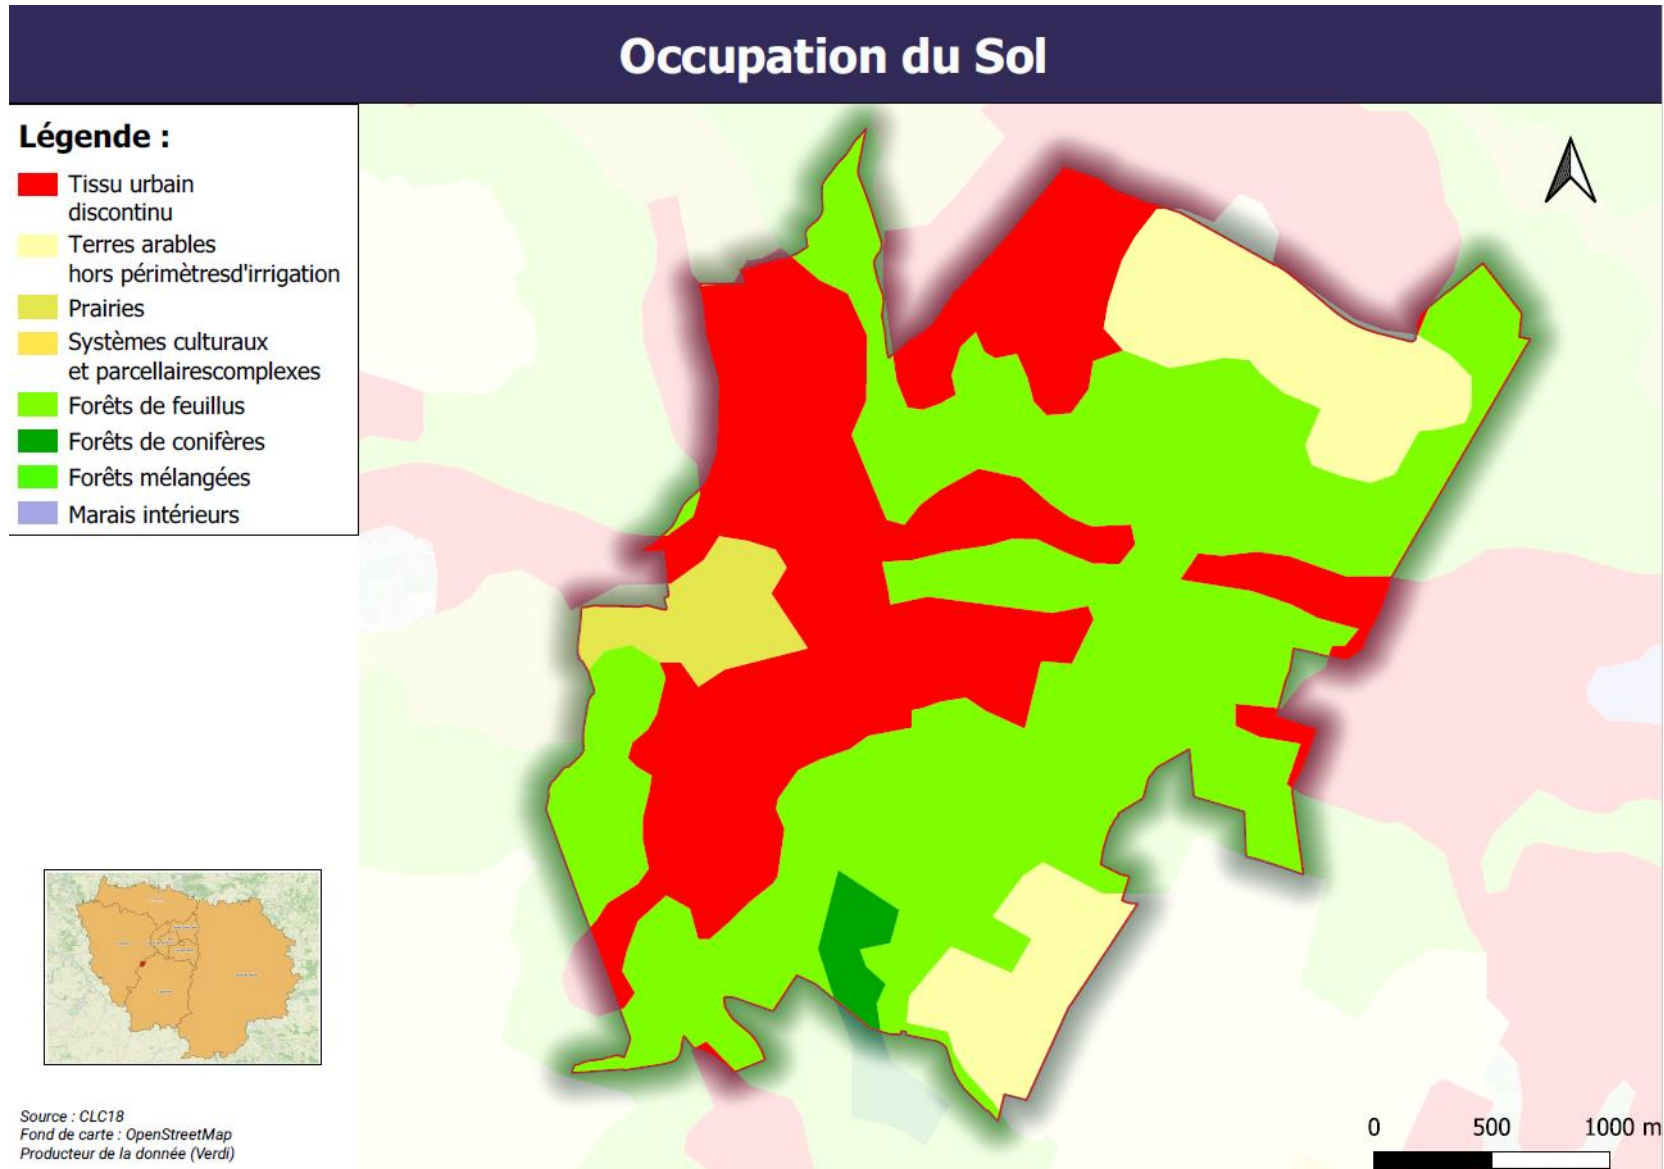 Occupation du Sol
Légende :
Tissu urbain
discontinu
Terres arables
hors périmètresd'irrigation
Prairies
Systèmes culturaux
et parcellairescomplexes
Forêts de feuillus
Forêts de conifères
Forêts mélangées
Marais intérieurs
Source : CLC18
Fond de carte : OpenStreetMap
Producteur de la donnée (Verdi)
0 500 1000 m